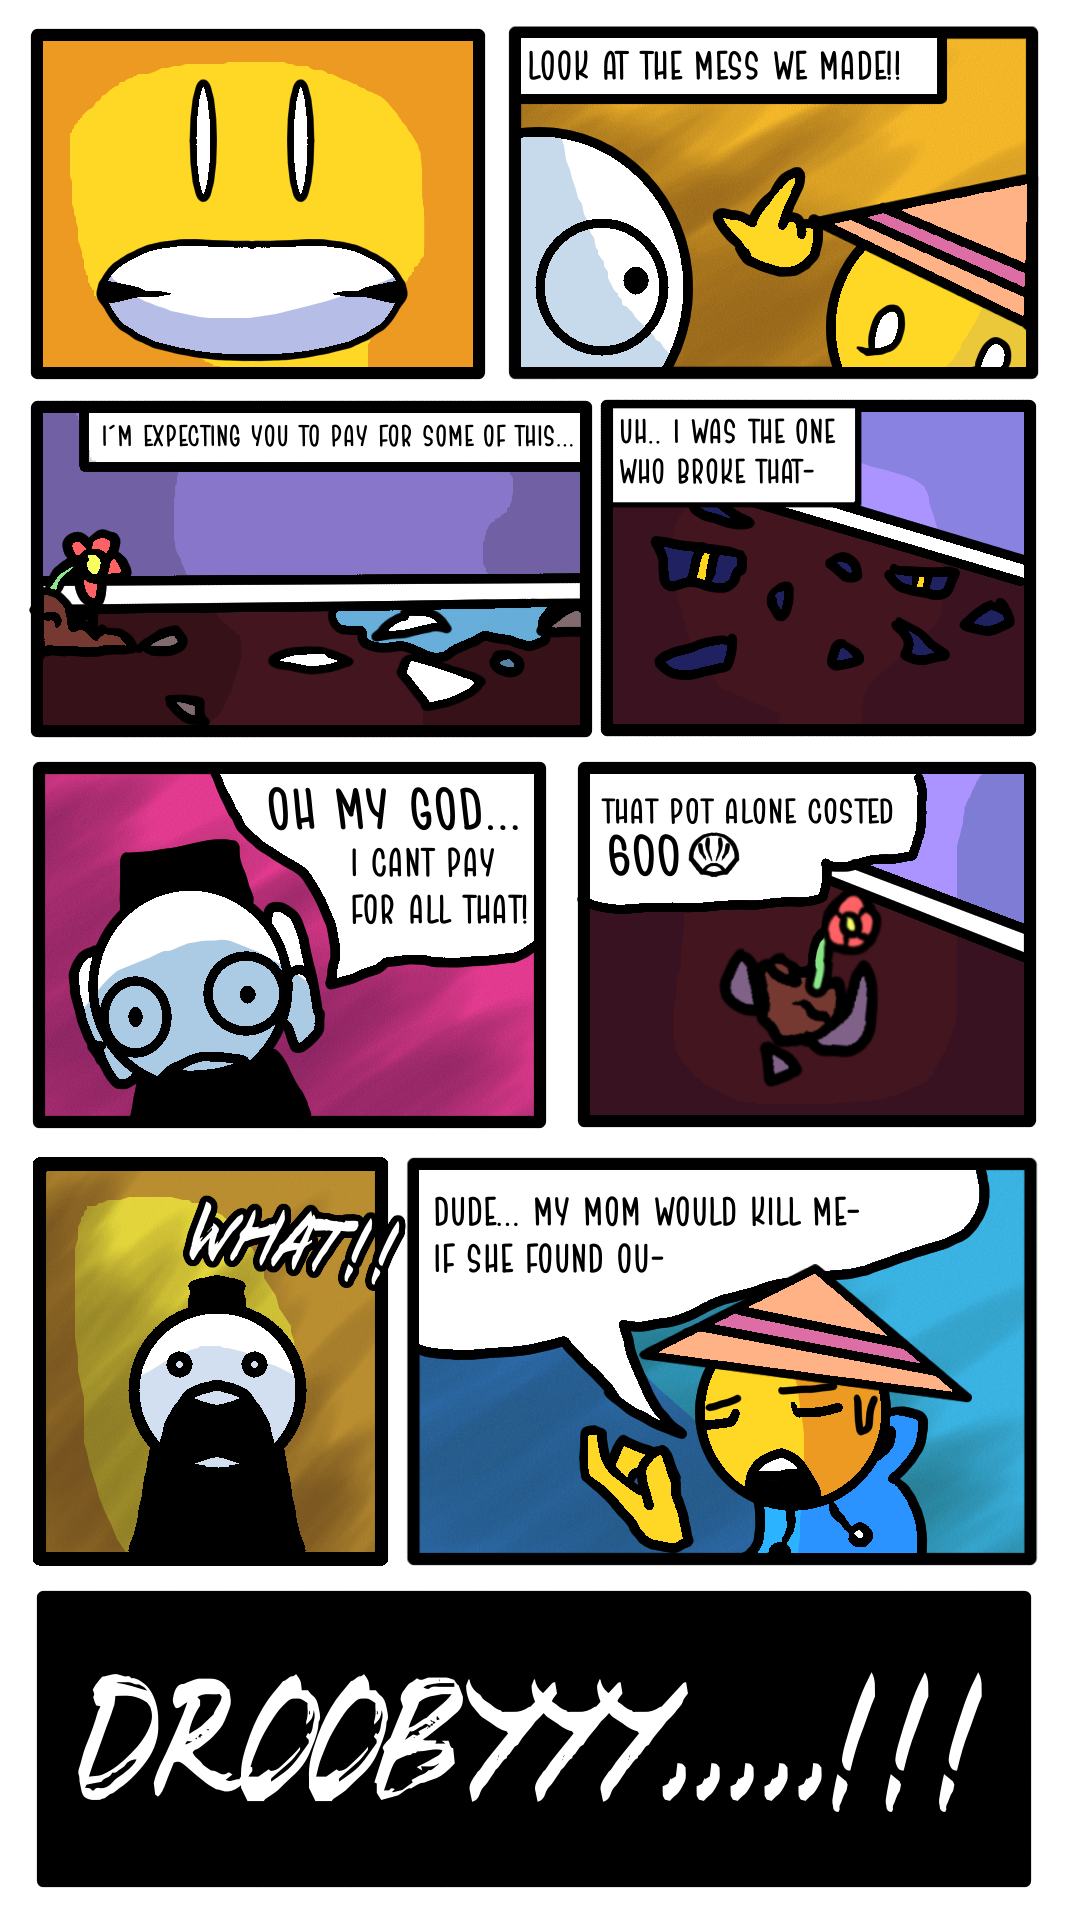 LOOK AT THE MESS WE MADE!!
I'M EXPECTING YOU TO PAY FOR SOME OF THIS...
UH.. I WAS THE ONE
WHO BROKE THAT-
OH MY GOD...
I CANT PAY
FOR ALL THAT!
THAT POT ALONE COSTED
600
WHAT!!
DUDE... MY MOM WOULD KILL ME-
IF SHE FOUND OU-
DROOBYYY.....!!!